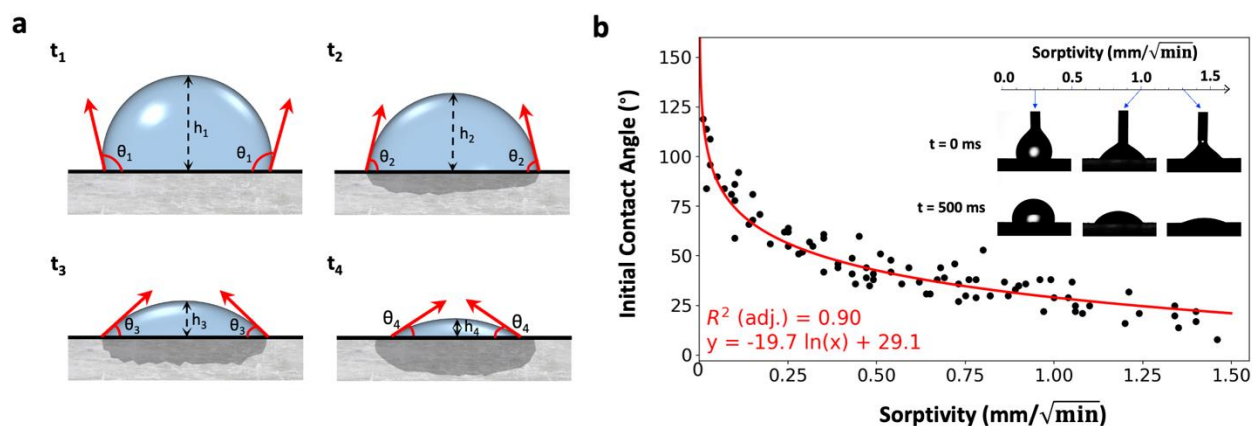 a
t₁
h₁
θ₁ θ₁
t₂
h₂
θ₂ θ₂
t₃
h₃
θ₃ θ₃
t₄
h₄
θ₄ θ₄
b
Initial Contact Angle (°)
150
125
100
75
50
25
0
0 0.25 0.50 0.75 1.00 1.25 1.50
Sorptivity (mm/√min)
R² (adj.) = 0.90
y = -19.7 ln(x) + 29.1
Sorptivity (mm/√min)
0.0 0.5 1.0 1.5
t = 0 ms
t = 500 ms